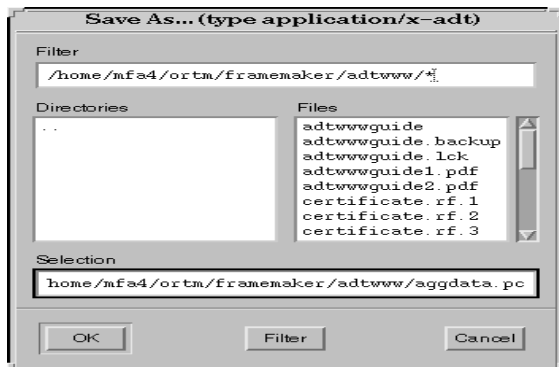 Save As... (type application/x-adt)
Filter
/home/mfa4/ortm/framemaker/adtwww/*
Directories
..
Files
adtwwwguide
adtwwwguide.backup
adtwwwguide.lck
adtwwwguide1.pdf
adtwwwguide2.pdf
certificate.rf.1
certificate.rf.2
certificate.rf.3
Selection
home/mfa4/ortm/framemaker/adtwww/aggdata.pc
OK
Filter
Cancel